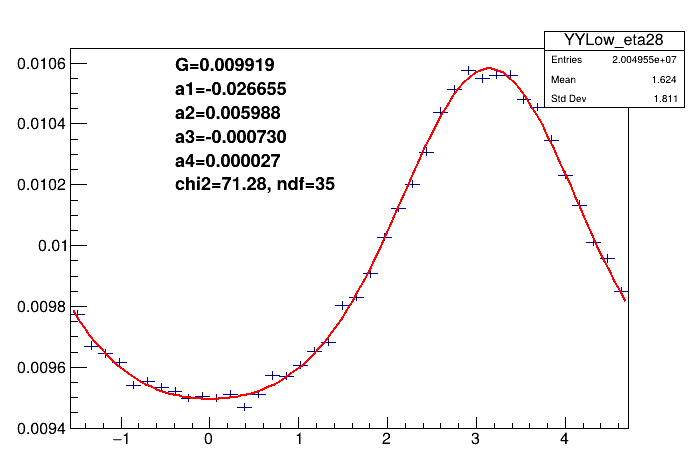 YYLow_eta28
Entries 2.004955e+07
Mean 1.624
Std Dev 1.811
G=0.009919
a1=-0.026655
a2=0.005988
a3=-0.000730
a4=0.000027
chi2=71.28, ndf=35
0.0106
0.0104
0.0102
0.01
0.0098
0.0096
0.0094
−1 0 1 2 3 4